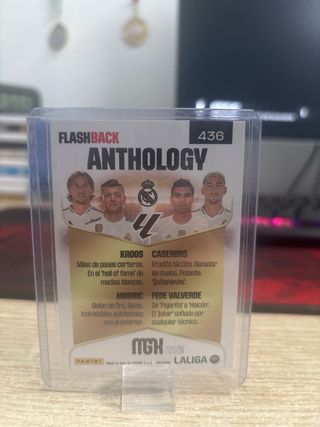 FLASHBACK
436
ANTHOLOGY
KROOS
Miles de pases certeros.
En el 'hall of fame' de
medios blancos.
CASEMIRO
Erudito táctico. Ganador
de duelos. Potente.
'Quitanieves'.
MODRIC
Balón de Oro. Genio.
Inolvidables asistencias
con el exterior.
FEDE VALVERDE
De 'Pajarito' a 'Halcón'.
El 'joker' soñado por
cualquier técnico.
PANINI
MGK
LALIGA